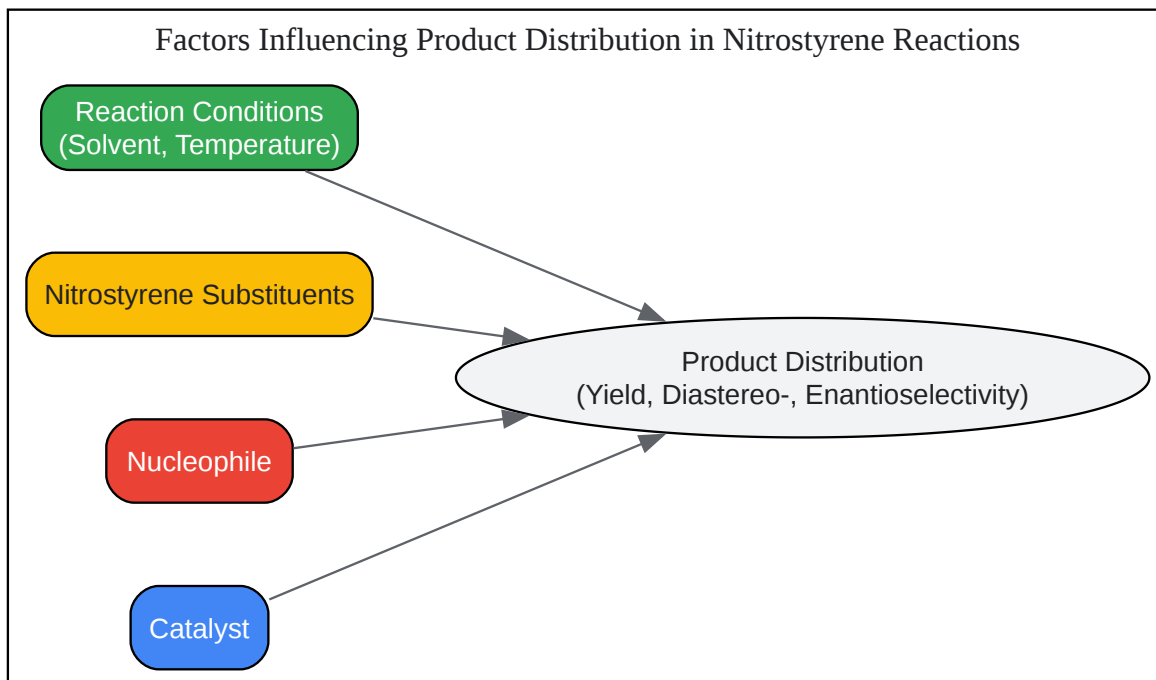 Factors Influencing Product Distribution in Nitrostyrene Reactions
Reaction Conditions
(Solvent, Temperature)
Nitrostyrene Substituents
Product Distribution
(Yield, Diastereo-, Enantioselectivity)
Nucleophile
Catalyst